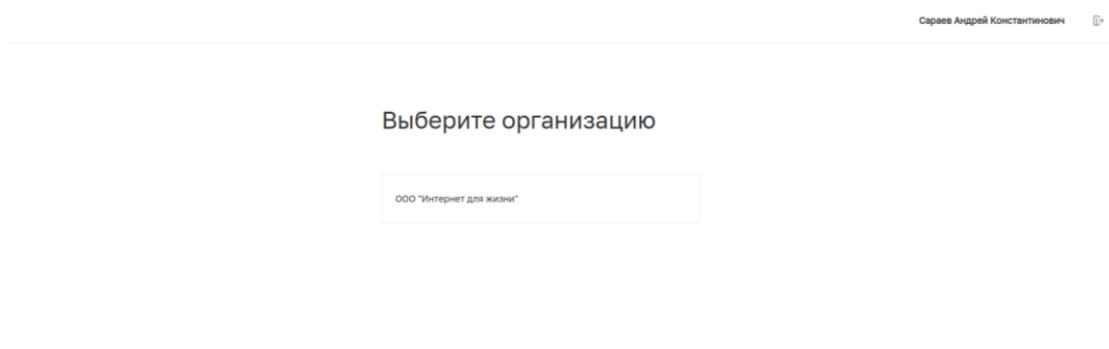 Сараев Андрей Константинович
Выберите организацию
ООО "Интернет для жизни"